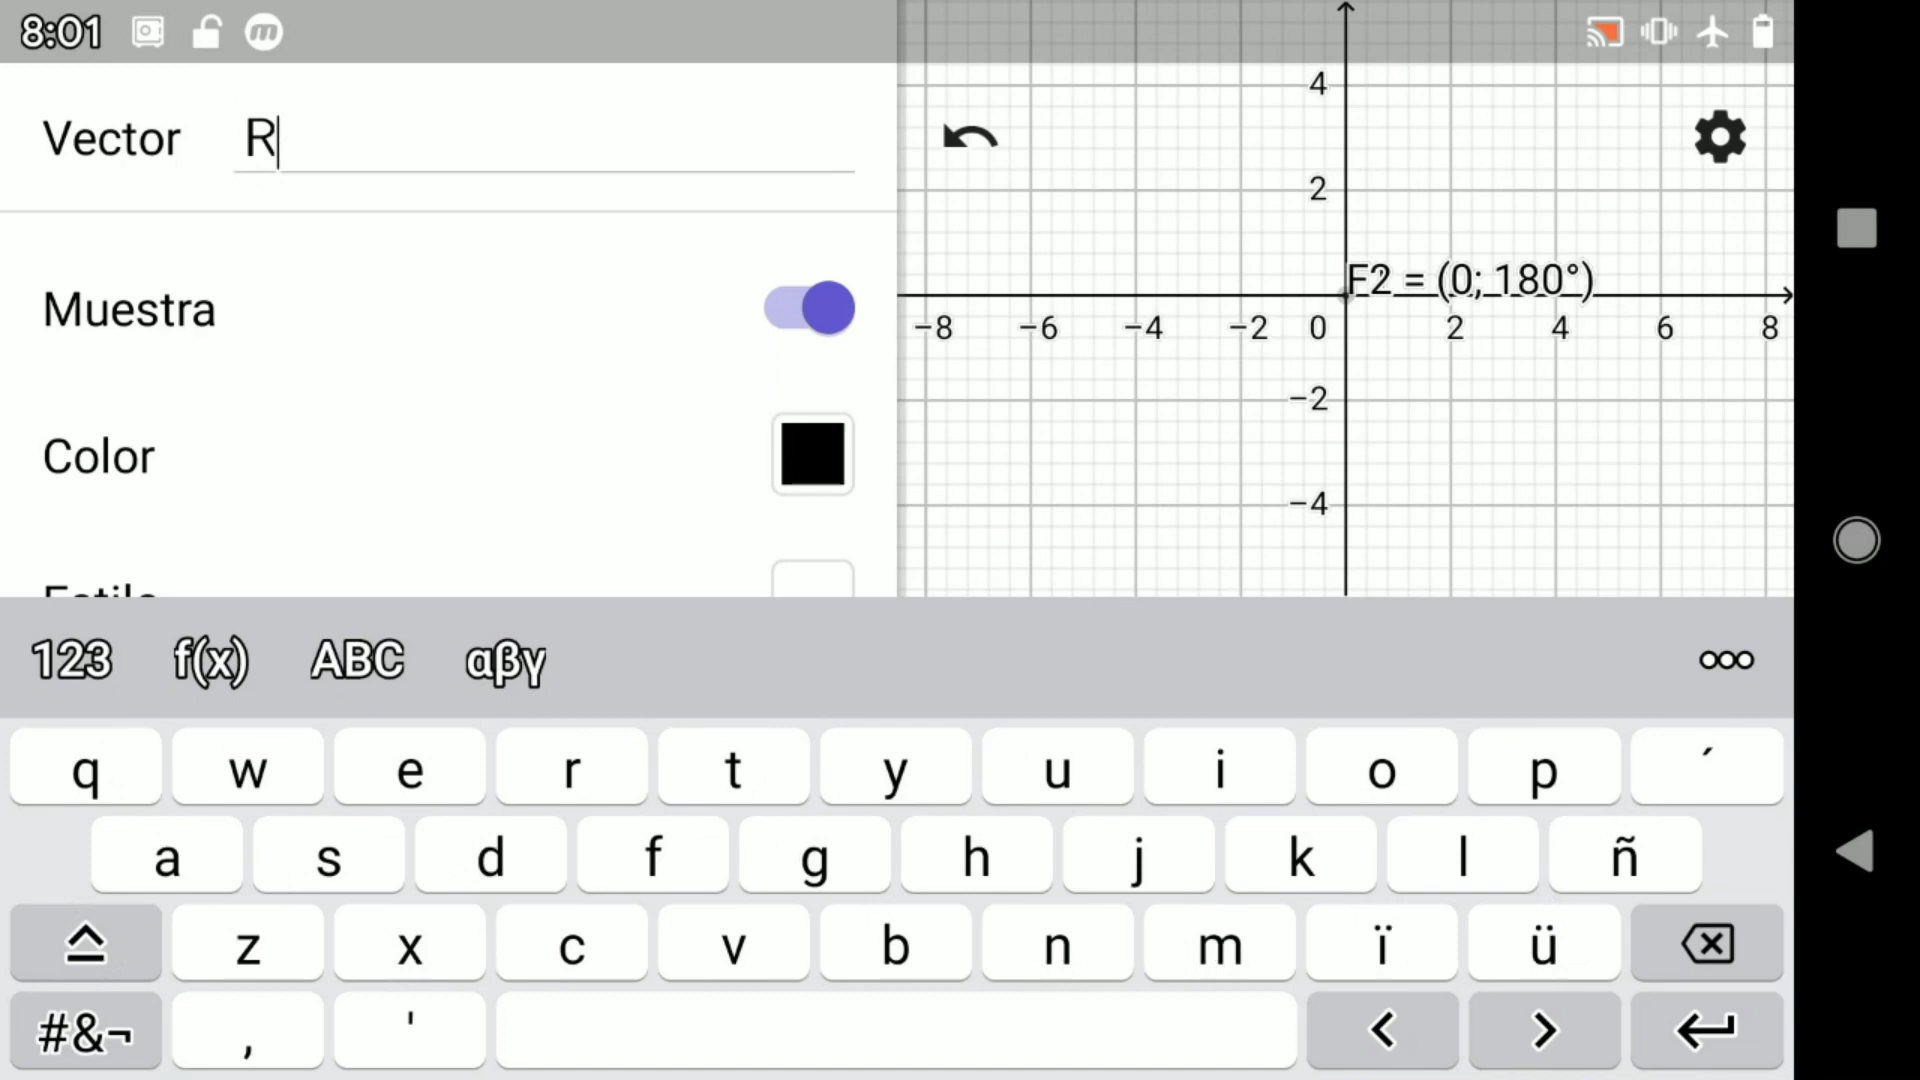 8:01
Vector R
Muestra
Color
4
2
F2 = (0; 180°)
−8 −6 −4 −2 0 2 4 6 8
−2
−4
123 f(x) ABC αβγ
q w e r t y u i o p ´
a s d f g h j k l ñ
z x c v b n m ï ü
#&¬ , ' < >